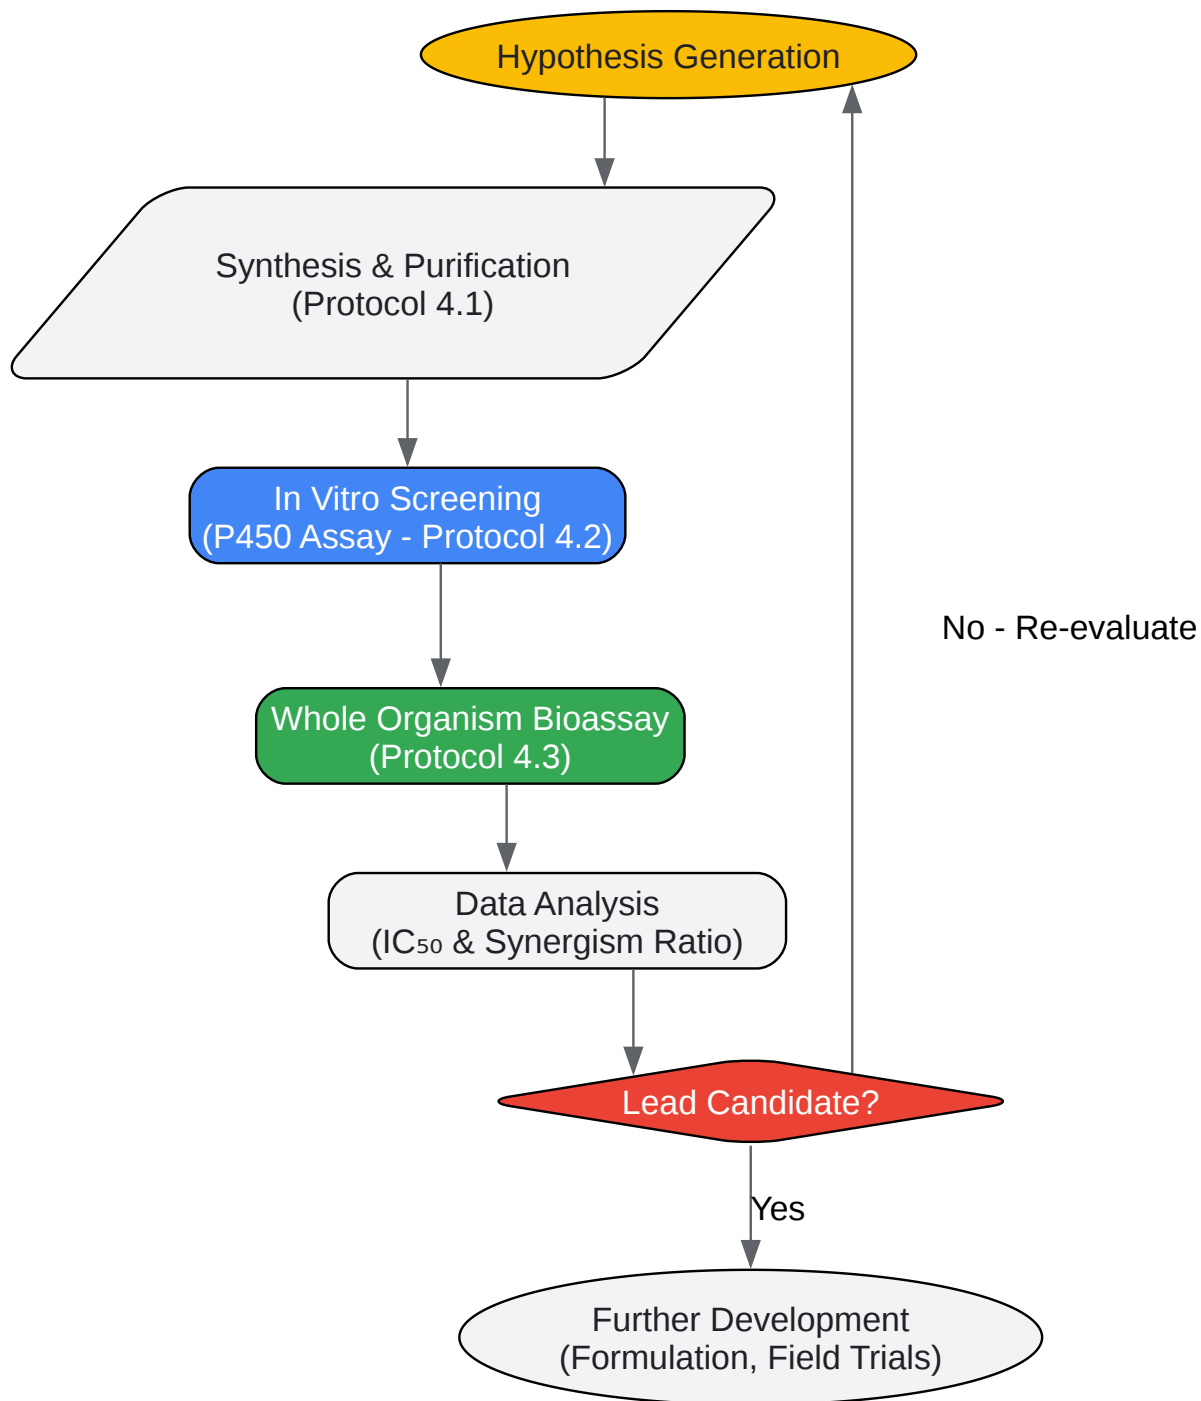 Hypothesis Generation
Synthesis & Purification
(Protocol 4.1)
In Vitro Screening
(P450 Assay - Protocol 4.2)
No - Re-evaluate
Whole Organism Bioassay
(Protocol 4.3)
Data Analysis
(IC₅₀ & Synergism Ratio)
Lead Candidate?
Yes
Further Development
(Formulation, Field Trials)